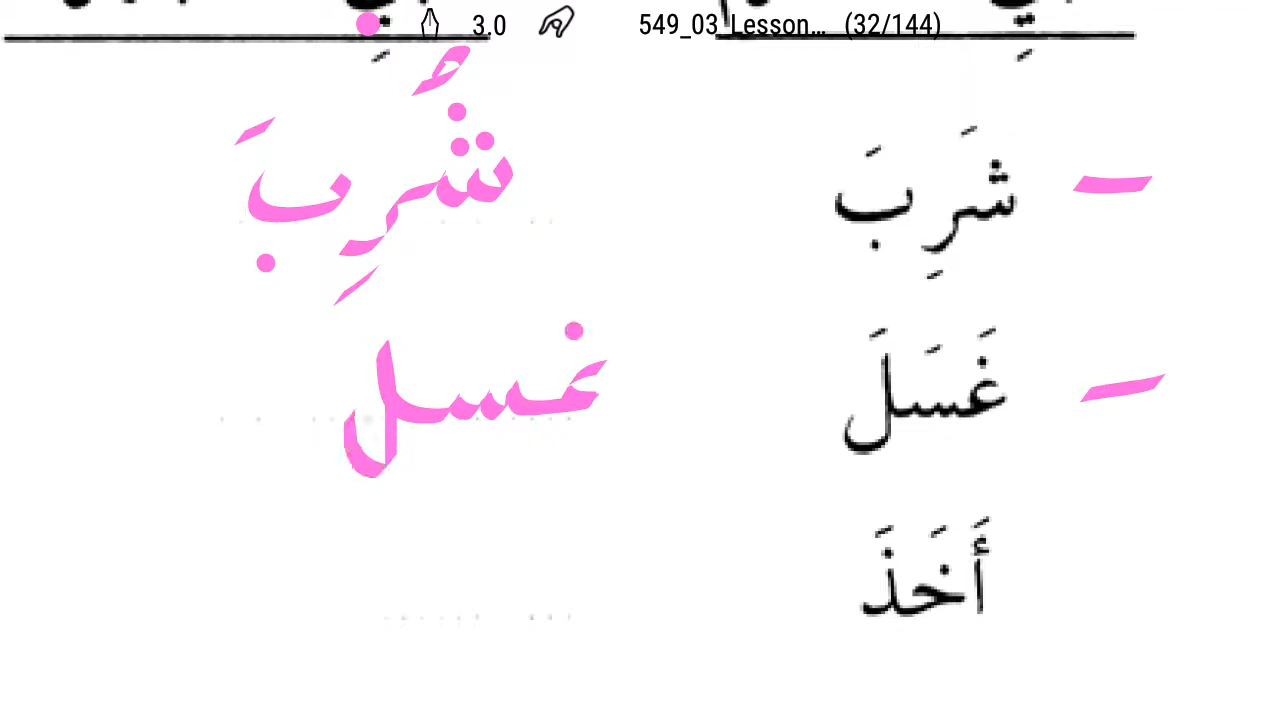 3.0 549_03_Lesson... (32/144)
شَرِبَ شُرِبَ
غَسَلَ غسل
أَخَذَ